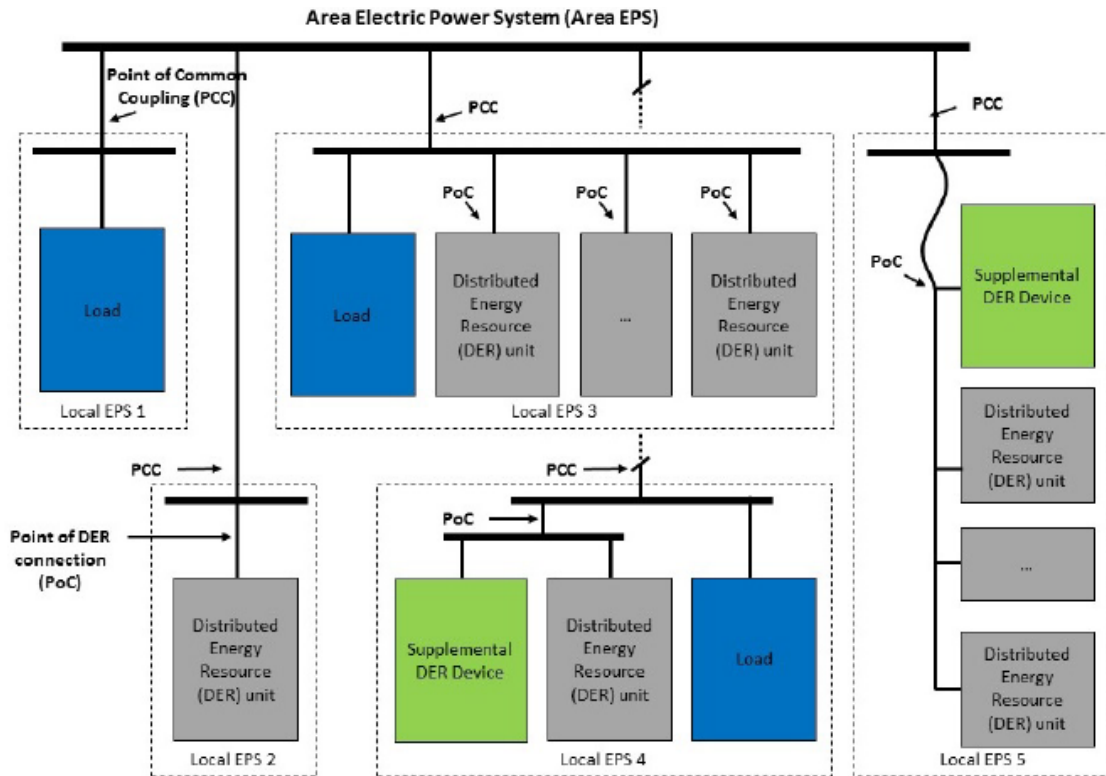 Area Electric Power System (Area EPS)
Point of Common
Coupling (PCC)
PCC
PCC
PoC
PoC
PoC
PoC
Load
Load
Distributed
Energy
Resource
(DER) unit
...
Distributed
Energy
Resource
(DER) unit
Supplemental
DER Device
Local EPS 1
Local EPS 3
Distributed
Energy
Resource
(DER) unit
PCC
PCC
PoC
Point of DER
connection
(PoC)
...
Distributed
Energy
Resource
(DER) unit
Supplemental
DER Device
Distributed
Energy
Resource
(DER) unit
Load
Distributed
Energy
Resource
(DER) unit
Local EPS 2
Local EPS 4
Local EPS 5